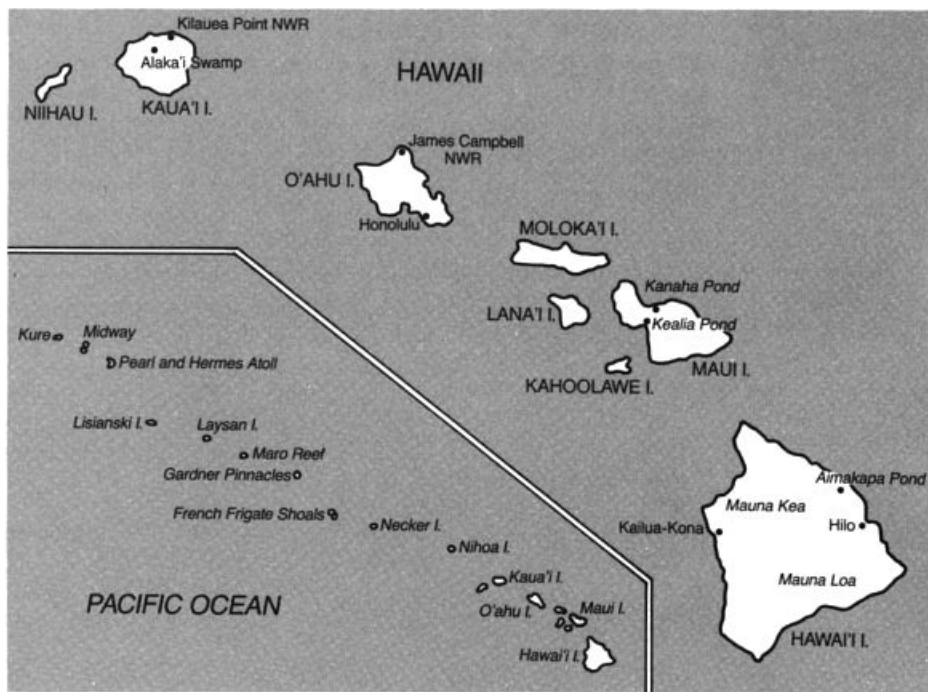 Kilauea Point NWR
Alaka'i Swamp
NIIHAU I.
KAUA'I I.
HAWAII
James Campbell
NWR
O'AHU I.
Honolulu
MOLOKA'I I.
Kanaha Pond
LANA'I I.
Kealia Pond
KAHOOLAWE I.
MAUI I.
Aimakapa Pond
Mauna Kea
Kailua-Kona
Hilo
Mauna Loa
HAWAI'I I.
Kure
Midway
Pearl and Hermes Atoll
Lisianski I.
Laysan I.
Maro Reef
Gardner Pinnacles
French Frigate Shoals
Necker I.
Nihoa I.
Kaua'i I.
O'ahu I.
Maui I.
Hawai'i I.
PACIFIC OCEAN